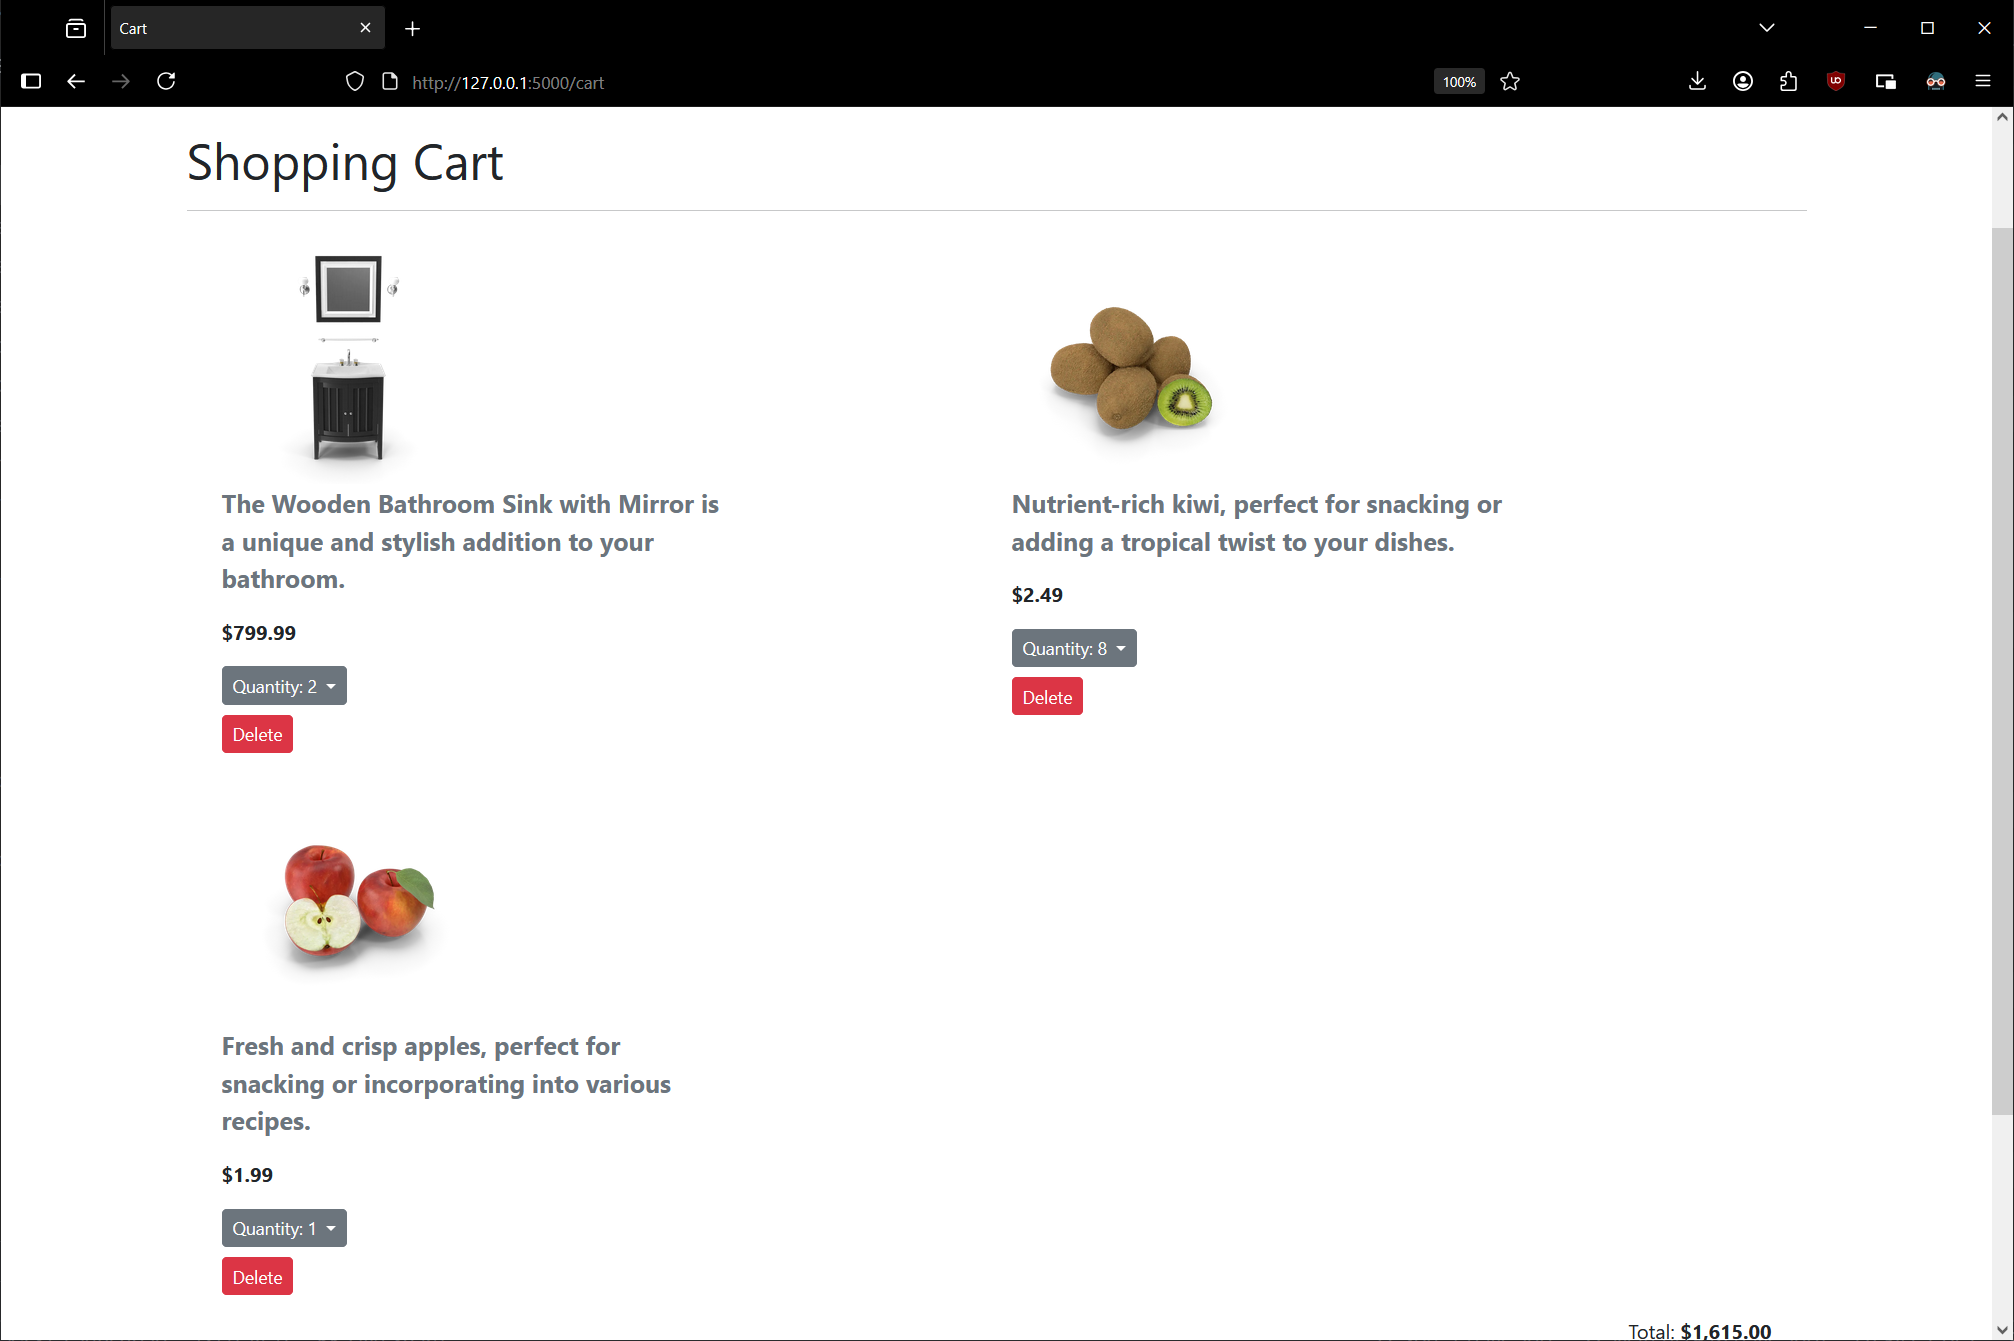 Cart
http://127.0.0.1:5000/cart
100%
Shopping Cart
The Wooden Bathroom Sink with Mirror is
a unique and stylish addition to your
bathroom.
$799.99
Quantity: 2
Delete
Nutrient-rich kiwi, perfect for snacking or
adding a tropical twist to your dishes.
$2.49
Quantity: 8
Delete
Fresh and crisp apples, perfect for
snacking or incorporating into various
recipes.
$1.99
Quantity: 1
Delete
Total: $1,615.00